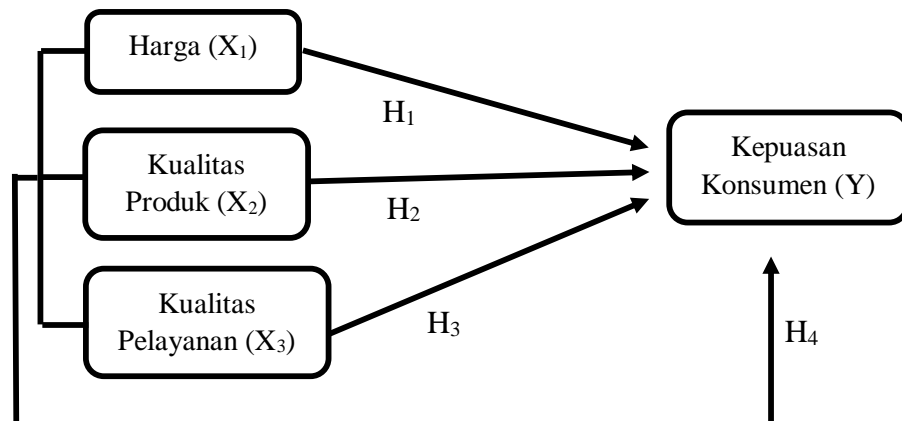 Harga (X₁)
H₁
Kualitas
Produk (X₂)
H₂
Kepuasan
Konsumen (Y)
Kualitas
Pelayanan (X₃)
H₃
H₄